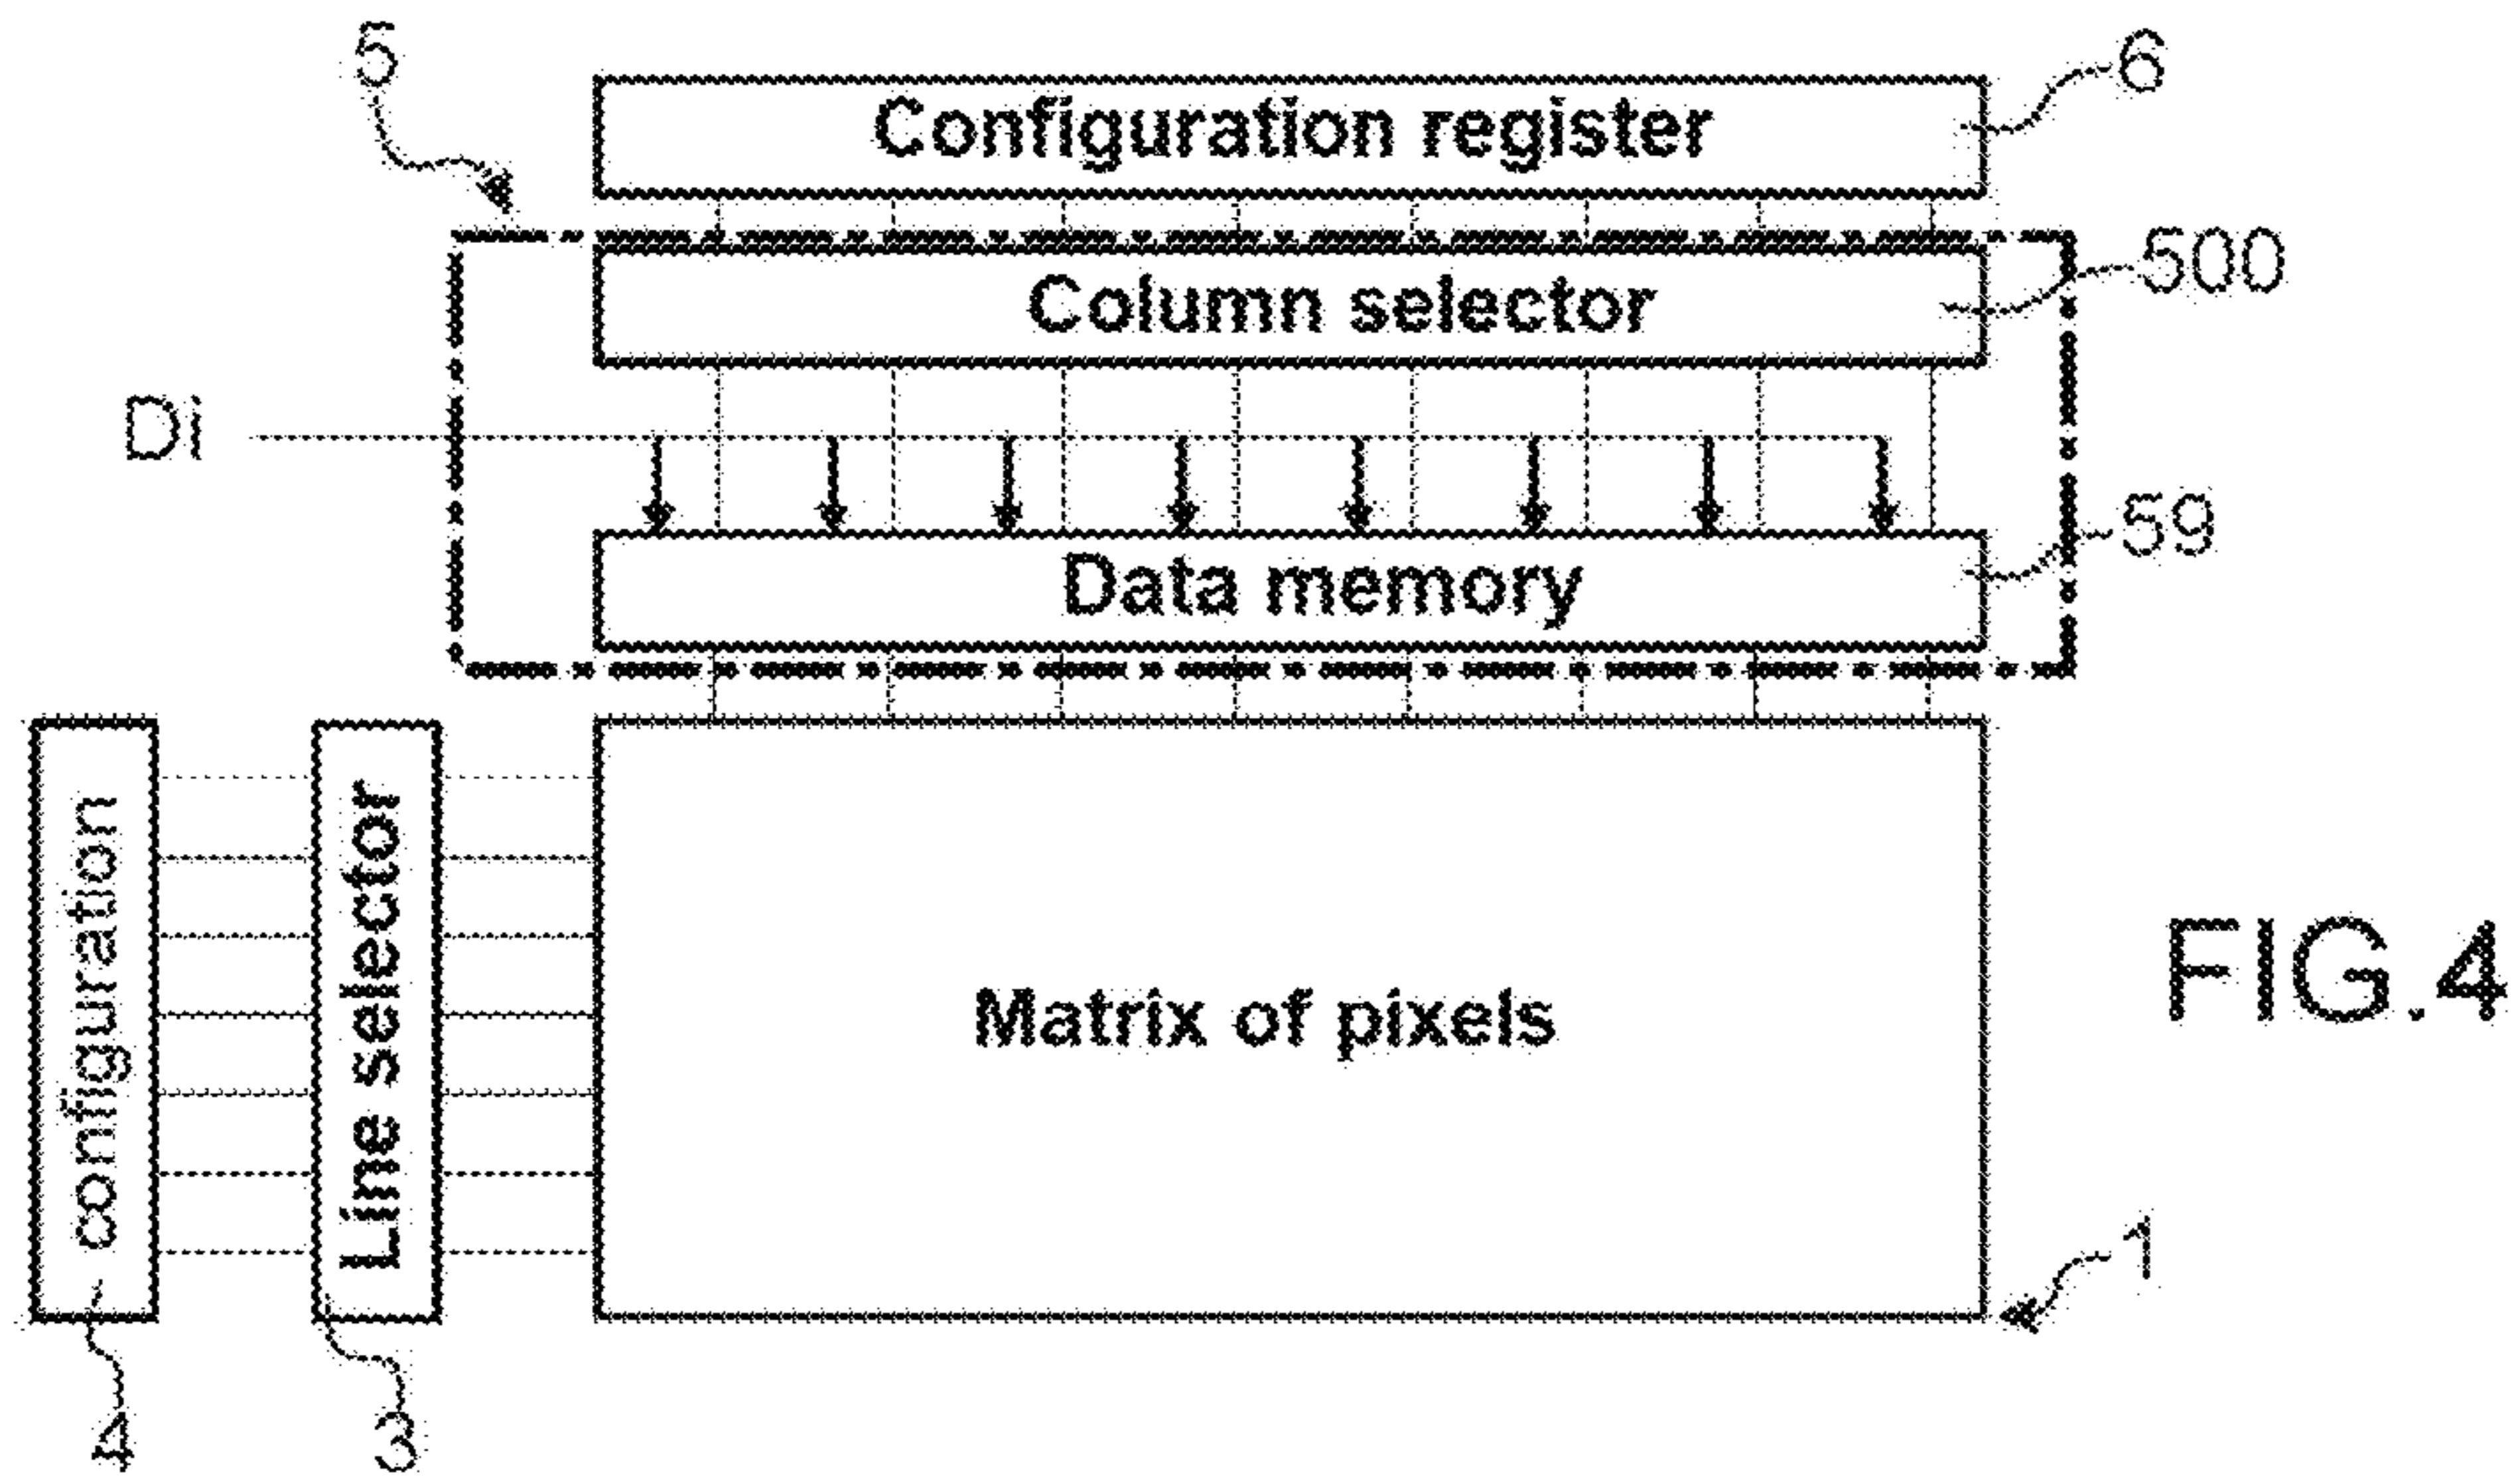 5
Configuration register
6
Column selector
500
Di
Data memory
59
configuration
Line selector
Matrix of pixels
FIG.4
1
4
3